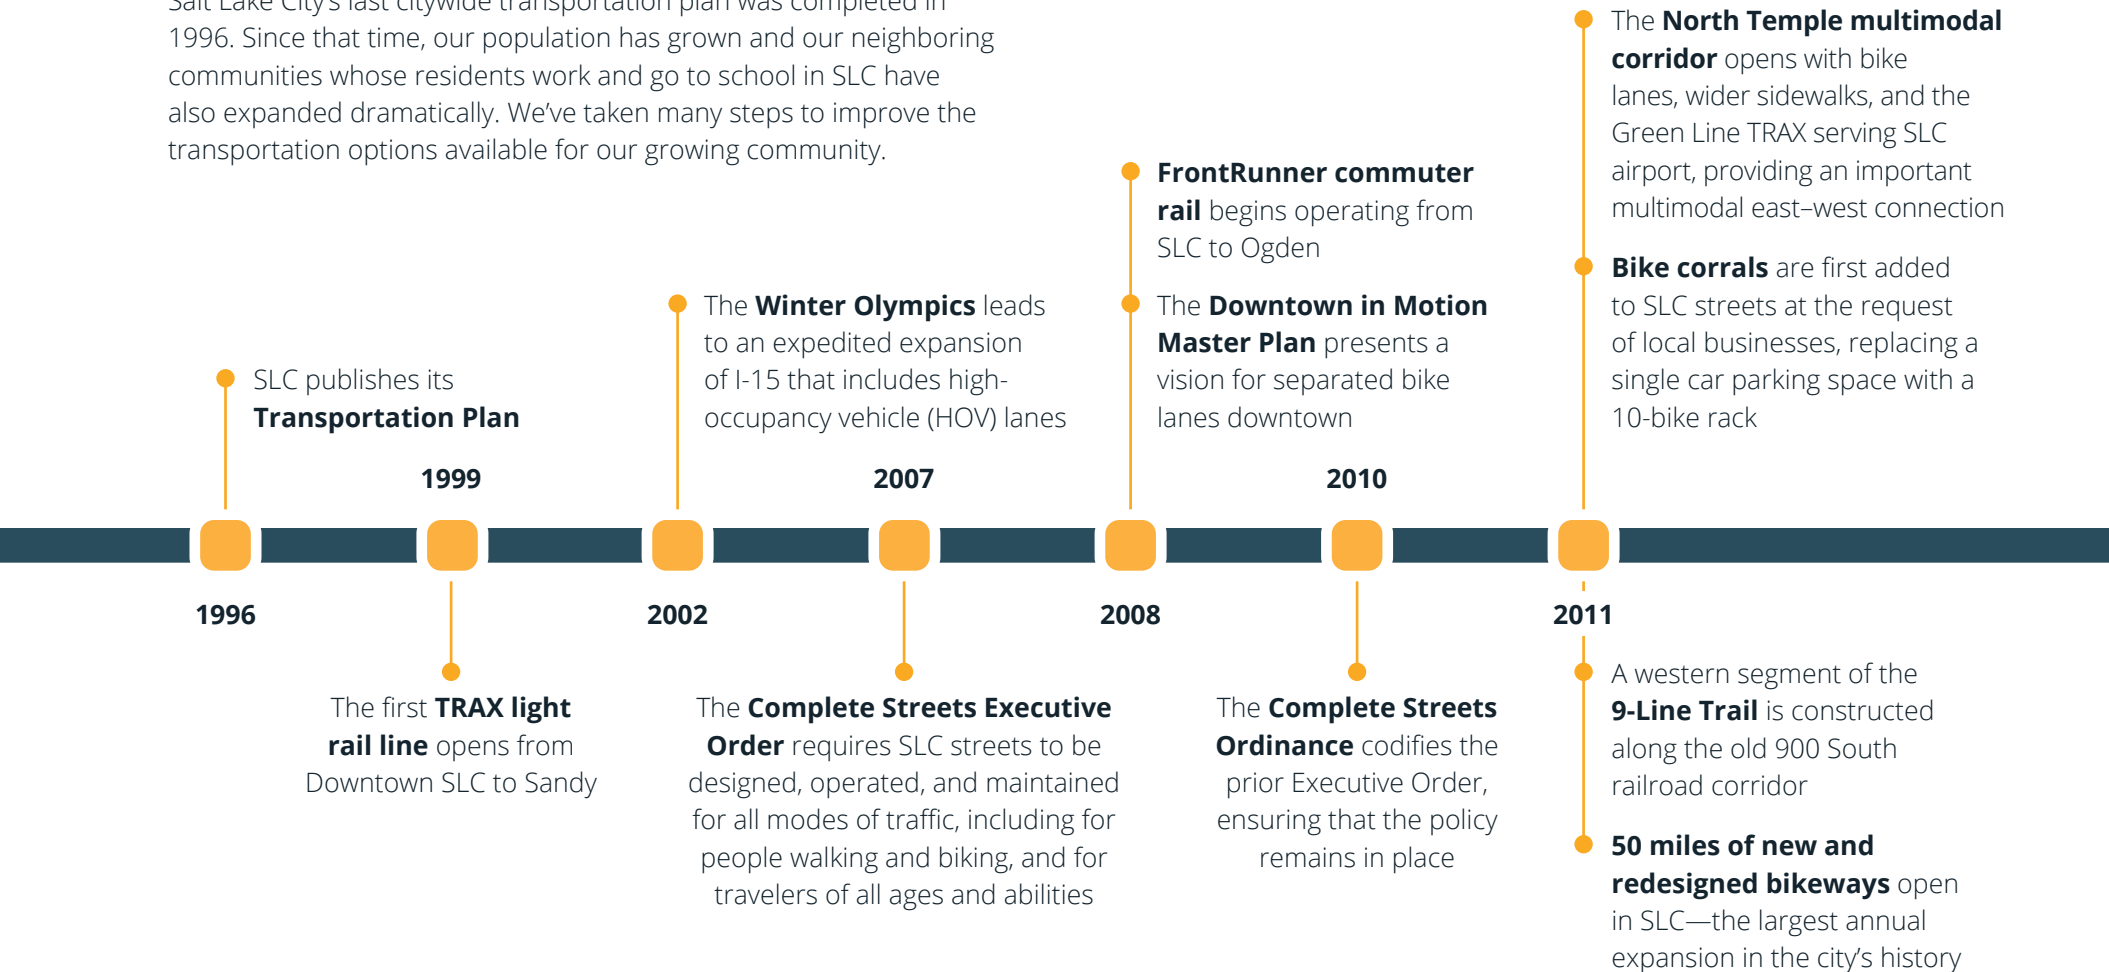 Salt Lake City's last citywide transportation plan was completed in
1996. Since that time, our population has grown and our neighboring
communities whose residents work and go to school in SLC have
also expanded dramatically. We've taken many steps to improve the
transportation options available for our growing community.
SLC publishes its
Transportation Plan
1996
1999
The first TRAX light
rail line opens from
Downtown SLC to Sandy
The Winter Olympics leads
to an expedited expansion
of I-15 that includes high-
occupancy vehicle (HOV) lanes
2002
2007
The Complete Streets Executive
Order requires SLC streets to be
designed, operated, and maintained
for all modes of traffic, including for
people walking and biking, and for
travelers of all ages and abilities
FrontRunner commuter
rail begins operating from
SLC to Ogden
The Downtown in Motion
Master Plan presents a
vision for separated bike
lanes downtown
2008
2010
The Complete Streets
Ordinance codifies the
prior Executive Order,
ensuring that the policy
remains in place
The North Temple multimodal
corridor opens with bike
lanes, wider sidewalks, and the
Green Line TRAX serving SLC
airport, providing an important
multimodal east–west connection
Bike corrals are first added
to SLC streets at the request
of local businesses, replacing a
single car parking space with a
10-bike rack
2011
A western segment of the
9-Line Trail is constructed
along the old 900 South
railroad corridor
50 miles of new and
redesigned bikeways open
in SLC—the largest annual
expansion in the city's history